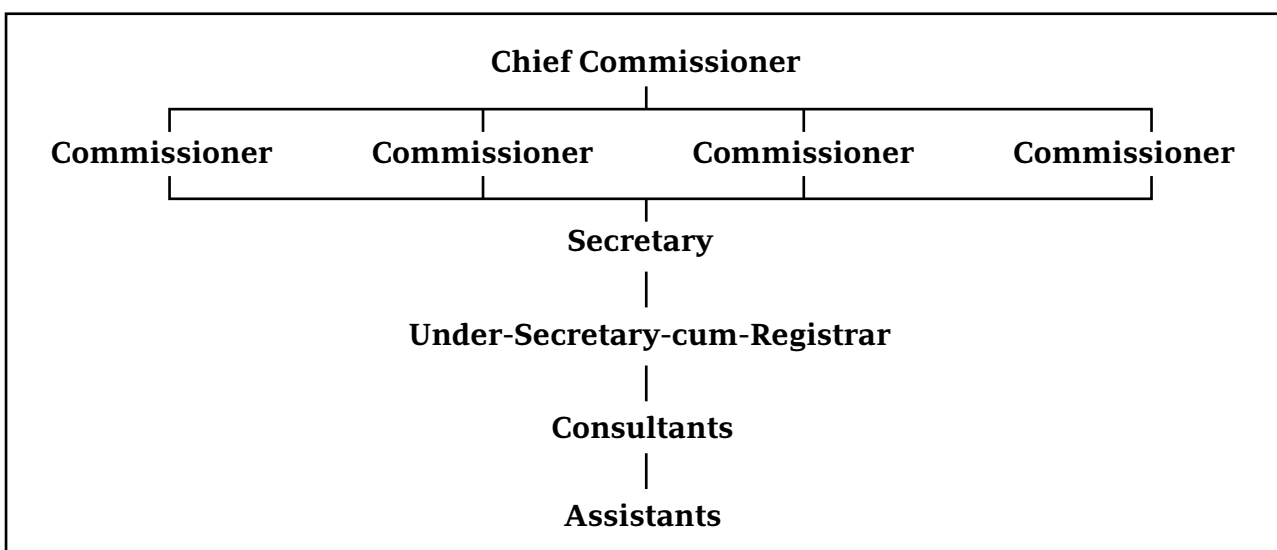 Chief Commissioner
Commissioner Commissioner Commissioner Commissioner
Secretary
Under-Secretary-cum-Registrar
Consultants
Assistants